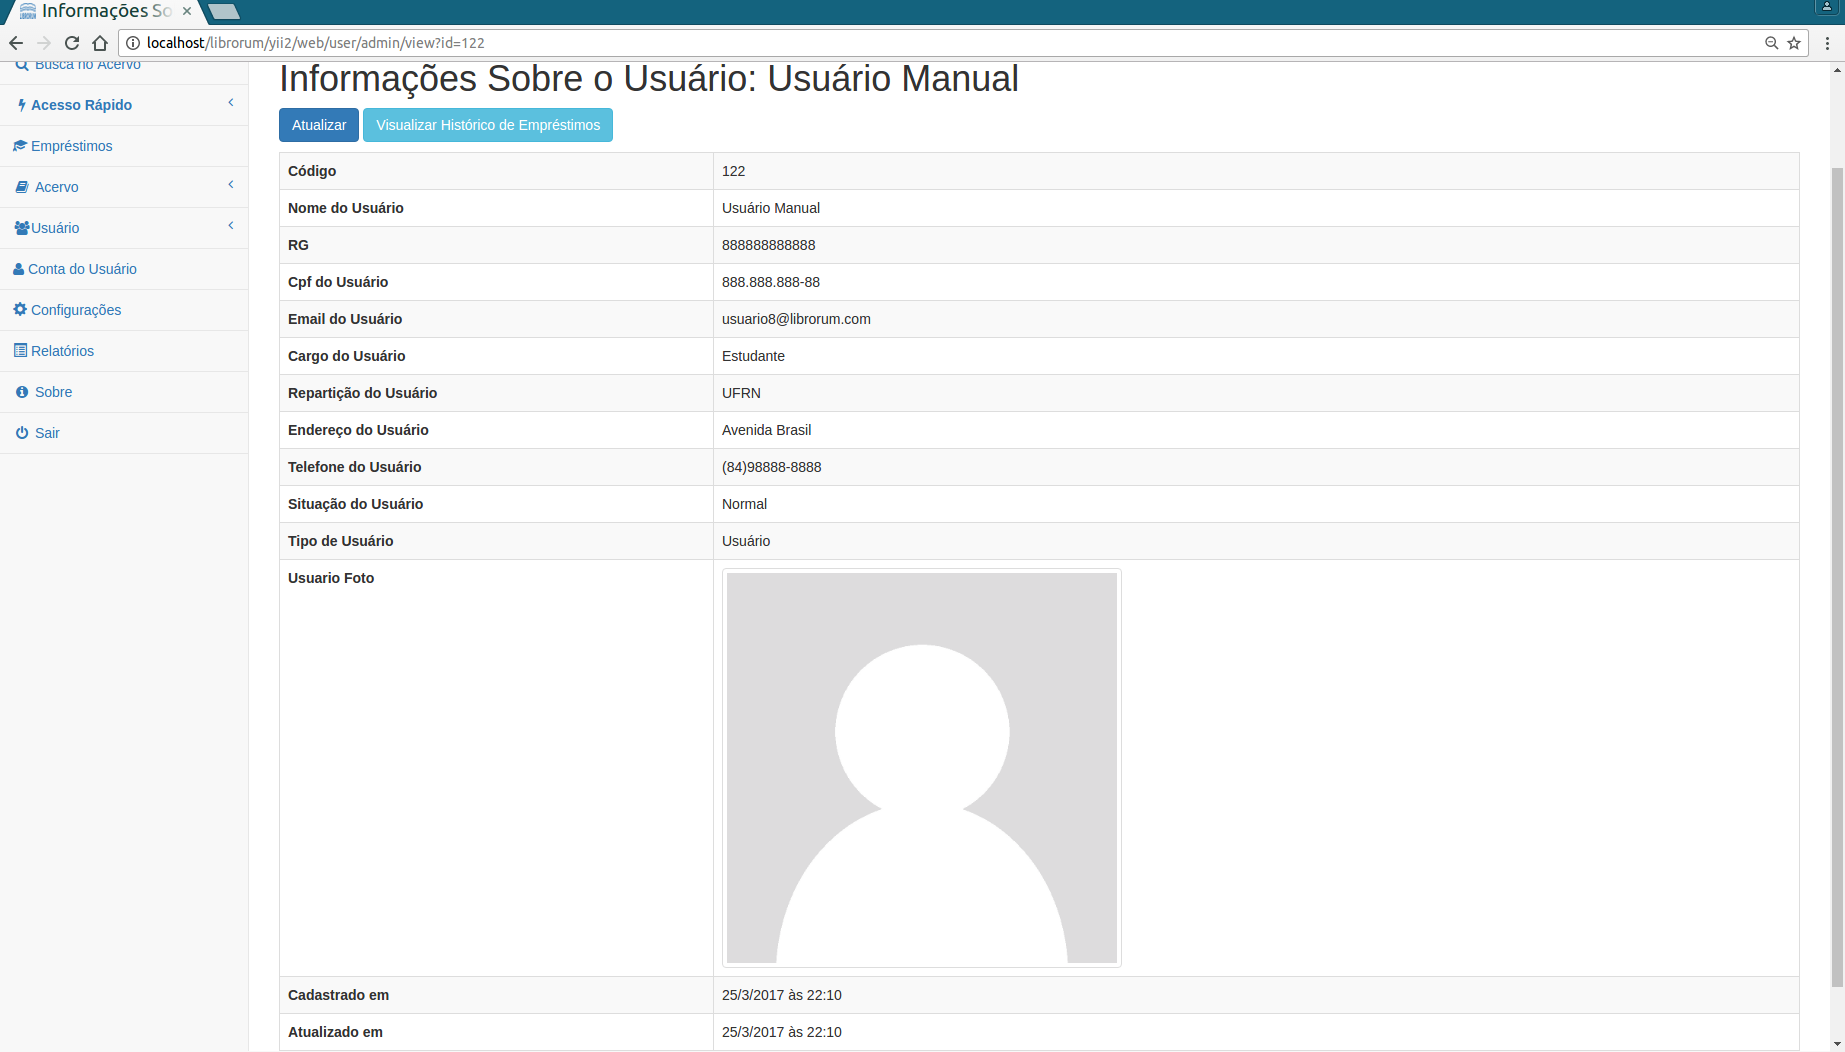 Informações So
localhost/librorum/yii2/web/user/admin/view?id=122
Busca no Acervo
Acesso Rápido
Empréstimos
Acervo
Usuário
Conta do Usuário
Configurações
Relatórios
Sobre
Sair
Informações Sobre o Usuário: Usuário Manual
Atualizar Visualizar Histórico de Empréstimos
Código 122
Nome do Usuário Usuário Manual
RG 888888888888
Cpf do Usuário 888.888.888-88
Email do Usuário usuario8@librorum.com
Cargo do Usuário Estudante
Repartição do Usuário UFRN
Endereço do Usuário Avenida Brasil
Telefone do Usuário (84)98888-8888
Situação do Usuário Normal
Tipo de Usuário Usuário
Usuario Foto
Cadastrado em 25/3/2017 às 22:10
Atualizado em 25/3/2017 às 22:10